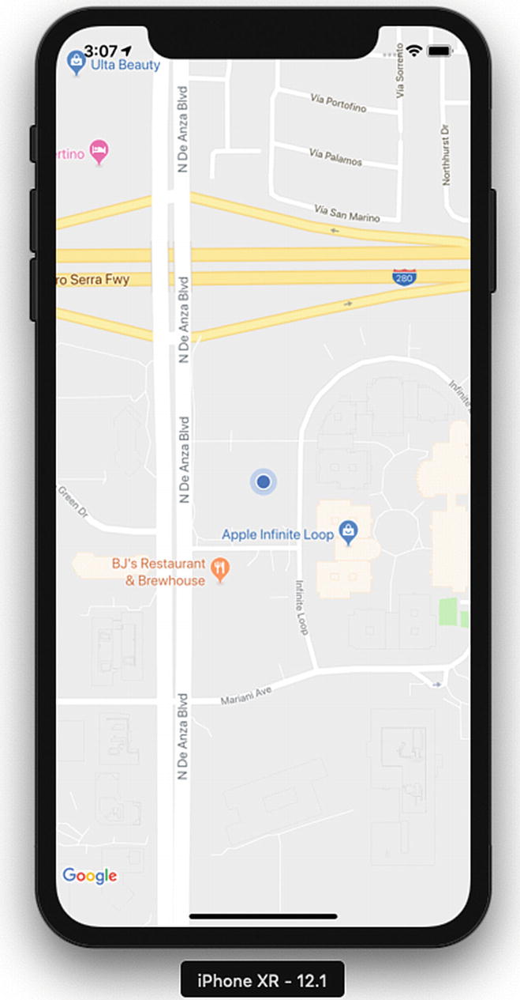 3:07
Ulta Beauty
Via Sorrento
N De Anza Blvd
Via Portofino
rtino
Via Palamos
Northhurst Dr
Via San Marino
ro Serra Fwy
280
N De Anza Blvd
Infinite
N De Anza Blvd
Green Dr
Apple Infinite Loop
BJ's Restaurant
& Brewhouse
Infinite Loop
Mariani Ave
N De Anza Blvd
Google
iPhone XR - 12.1